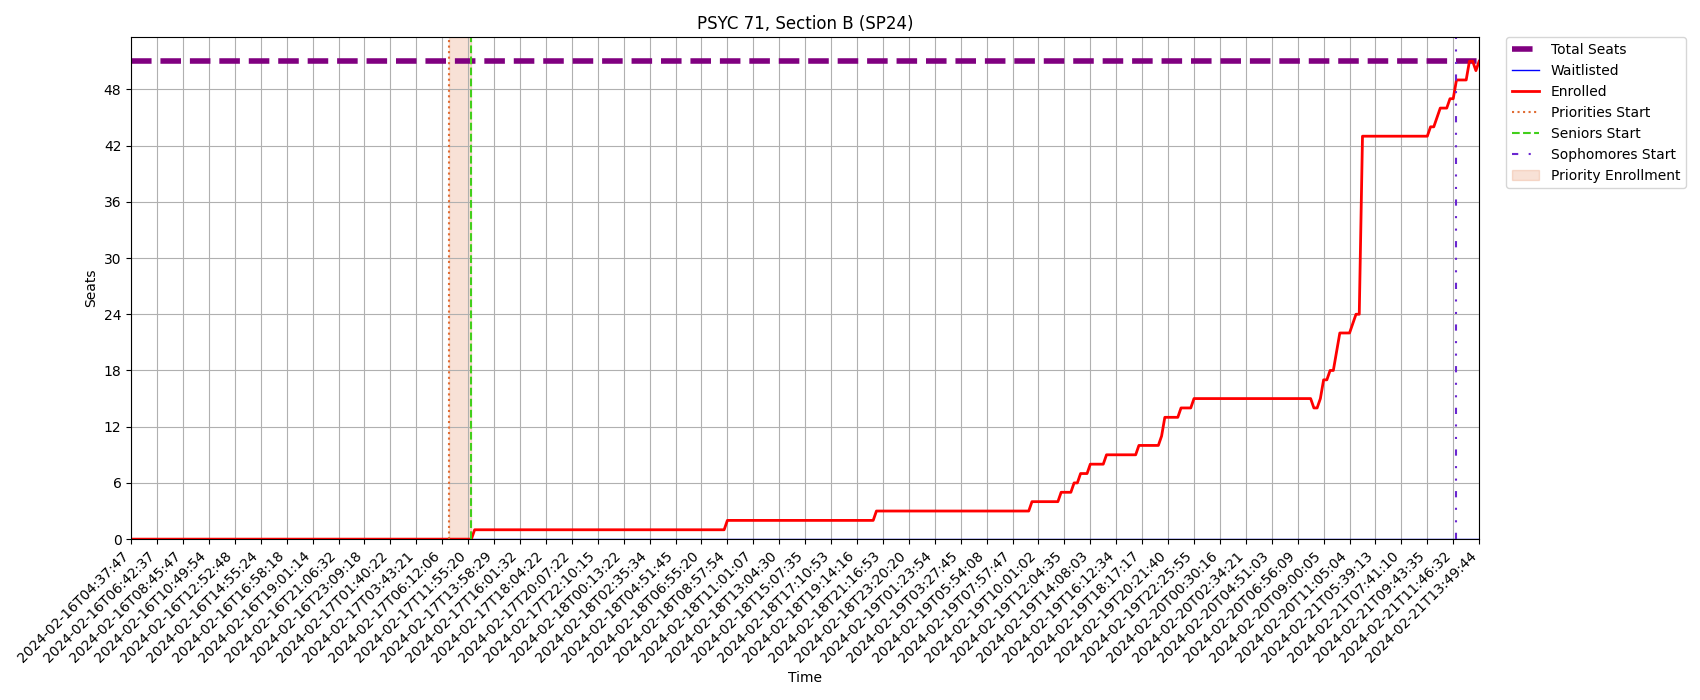 PSYC 71, Section B (SP24)
Total Seats
Waitlisted
Enrolled
Priorities Start
Seniors Start
Sophomores Start
Priority Enrollment
Seats
48
42
36
30
24
18
12
6
0
2024-02-16T04:37:47
2024-02-16T06:42:37
2024-02-16T08:45:47
2024-02-16T10:49:54
2024-02-16T12:52:48
2024-02-16T14:55:24
2024-02-16T16:58:18
2024-02-16T19:01:14
2024-02-16T21:06:32
2024-02-16T23:09:18
2024-02-17T01:40:22
2024-02-17T03:43:21
2024-02-17T06:12:06
2024-02-17T11:55:20
2024-02-17T13:58:29
2024-02-17T16:01:32
2024-02-17T18:04:22
2024-02-17T20:07:22
2024-02-17T22:10:15
2024-02-18T00:13:22
2024-02-18T02:35:34
2024-02-18T04:51:45
2024-02-18T06:55:20
2024-02-18T08:57:54
2024-02-18T11:01:07
2024-02-18T13:04:30
2024-02-18T15:07:35
2024-02-18T17:10:53
2024-02-18T19:14:16
2024-02-18T21:16:53
2024-02-18T23:20:20
2024-02-19T01:23:54
2024-02-19T03:27:45
2024-02-19T05:54:08
2024-02-19T07:57:47
2024-02-19T10:01:02
2024-02-19T12:04:35
2024-02-19T14:08:03
2024-02-19T16:12:34
2024-02-19T18:17:17
2024-02-19T20:21:40
2024-02-19T22:25:55
2024-02-20T00:30:16
2024-02-20T02:34:21
2024-02-20T04:51:03
2024-02-20T06:56:09
2024-02-20T09:00:05
2024-02-20T11:05:04
2024-02-21T05:39:13
2024-02-21T07:41:10
2024-02-21T09:43:35
2024-02-21T11:46:32
2024-02-21T13:49:44
Time